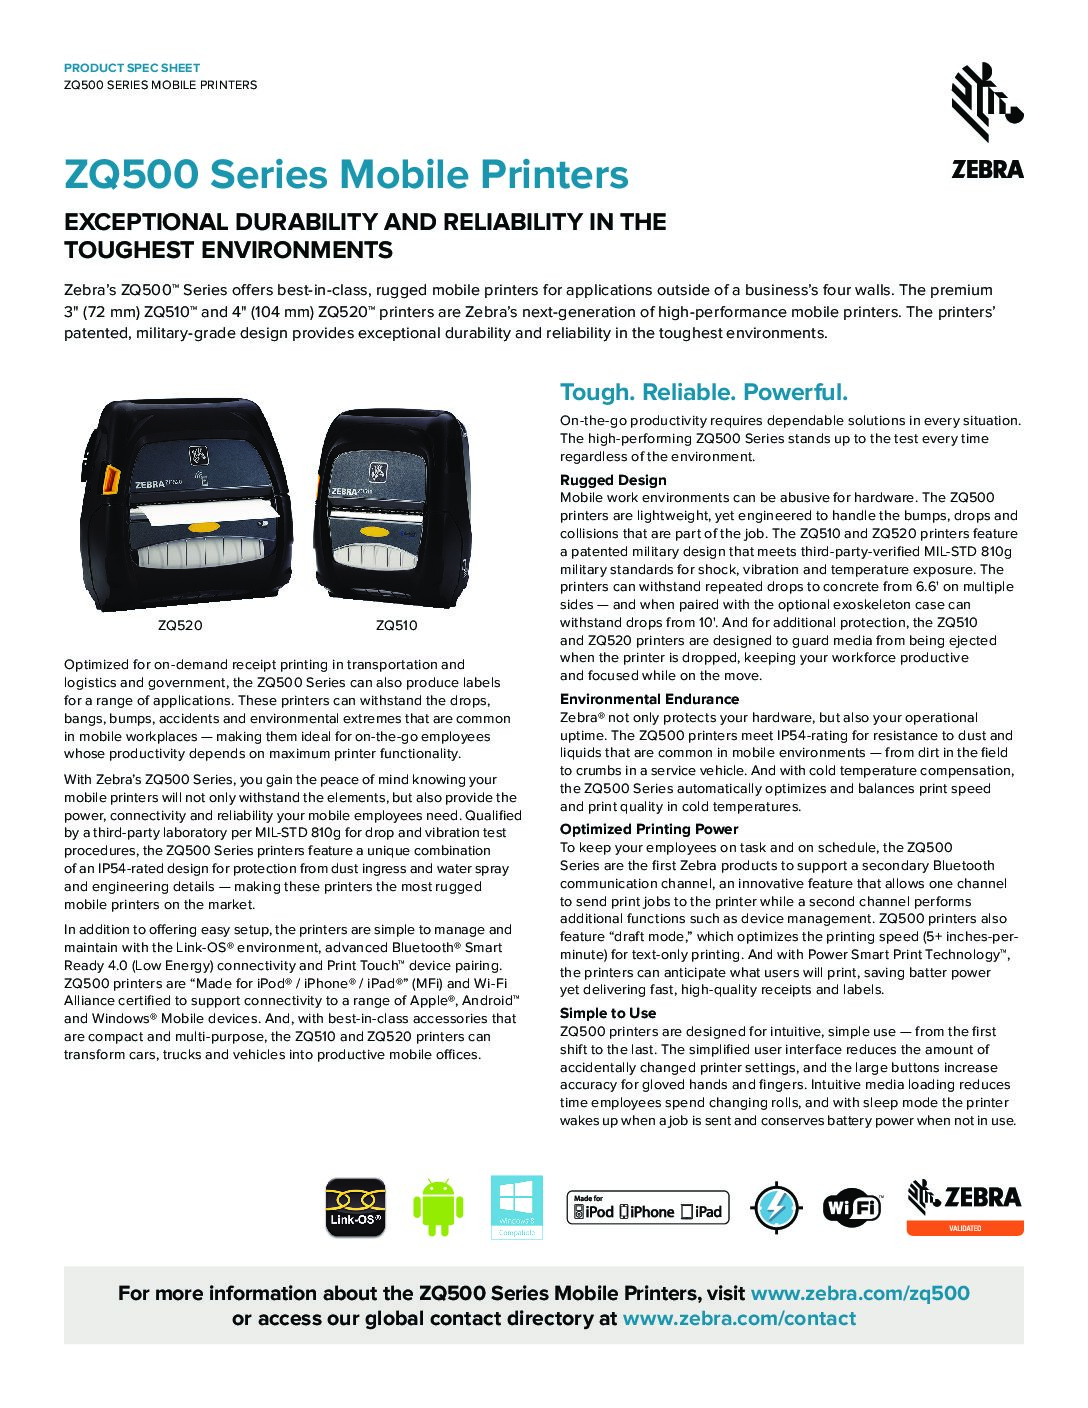 PRODUCT SPEC SHEET
ZQ500 SERIES MOBILE PRINTERS
ZEBRA
ZQ500 Series Mobile Printers
EXCEPTIONAL DURABILITY AND RELIABILITY IN THE
TOUGHEST ENVIRONMENTS
Zebra’s ZQ500™ Series offers best-in-class, rugged mobile printers for applications outside of a business’s four walls. The premium
3" (72 mm) ZQ510™ and 4" (104 mm) ZQ520™ printers are Zebra’s next-generation of high-performance mobile printers. The printers’
patented, military-grade design provides exceptional durability and reliability in the toughest environments.
ZEBRA
ZEBRA
ZQ520
ZQ510
Optimized for on-demand receipt printing in transportation and
logistics and government, the ZQ500 Series can also produce labels
for a range of applications. These printers can withstand the drops,
bangs, bumps, accidents and environmental extremes that are common
in mobile workplaces — making them ideal for on-the-go employees
whose productivity depends on maximum printer functionality.
With Zebra’s ZQ500 Series, you gain the peace of mind knowing your
mobile printers will not only withstand the elements, but also provide the
power, connectivity and reliability your mobile employees need. Qualified
by a third-party laboratory per MIL-STD 810g for drop and vibration test
procedures, the ZQ500 Series printers feature a unique combination
of an IP54-rated design for protection from dust ingress and water spray
and engineering details — making these printers the most rugged
mobile printers on the market.
In addition to offering easy setup, the printers are simple to manage and
maintain with the Link-OS® environment, advanced Bluetooth® Smart
Ready 4.0 (Low Energy) connectivity and Print Touch™ device pairing.
ZQ500 printers are “Made for iPod® / iPhone® / iPad®” (MFi) and Wi-Fi
Alliance certified to support connectivity to a range of Apple®, Android™
and Windows® Mobile devices. And, with best-in-class accessories that
are compact and multi-purpose, the ZQ510 and ZQ520 printers can
transform cars, trucks and vehicles into productive mobile offices.
Tough. Reliable. Powerful.
On-the-go productivity requires dependable solutions in every situation.
The high-performing ZQ500 Series stands up to the test every time
regardless of the environment.
Rugged Design
Mobile work environments can be abusive for hardware. The ZQ500
printers are lightweight, yet engineered to handle the bumps, drops and
collisions that are part of the job. The ZQ510 and ZQ520 printers feature
a patented military design that meets third-party-verified MIL-STD 810g
military standards for shock, vibration and temperature exposure. The
printers can withstand repeated drops to concrete from 6.6' on multiple
sides — and when paired with the optional exoskeleton case can
withstand drops from 10'. And for additional protection, the ZQ510
and ZQ520 printers are designed to guard media from being ejected
when the printer is dropped, keeping your workforce productive
and focused while on the move.
Environmental Endurance
Zebra® not only protects your hardware, but also your operational
uptime. The ZQ500 printers meet IP54-rating for resistance to dust and
liquids that are common in mobile environments — from dirt in the field
to crumbs in a service vehicle. And with cold temperature compensation,
the ZQ500 Series automatically optimizes and balances print speed
and print quality in cold temperatures.
Optimized Printing Power
To keep your employees on task and on schedule, the ZQ500
Series are the first Zebra products to support a secondary Bluetooth
communication channel, an innovative feature that allows one channel
to send print jobs to the printer while a second channel performs
additional functions such as device management. ZQ500 printers also
feature “draft mode,” which optimizes the printing speed (5+ inches-per-
minute) for text-only printing. And with Power Smart Print Technology™,
the printers can anticipate what users will print, saving batter power
yet delivering fast, high-quality receipts and labels.
Simple to Use
ZQ500 printers are designed for intuitive, simple use — from the first
shift to the last. The simplified user interface reduces the amount of
accidentally changed printer settings, and the large buttons increase
accuracy for gloved hands and fingers. Intuitive media loading reduces
time employees spend changing rolls, and with sleep mode the printer
wakes up when a job is sent and conserves battery power when not in use.
Link-OS®
Windows 8
Compatible
Made for
iPod iPhone iPad
Wi Fi™
ZEBRA
VALIDATED
For more information about the ZQ500 Series Mobile Printers, visit www.zebra.com/zq500
or access our global contact directory at www.zebra.com/contact